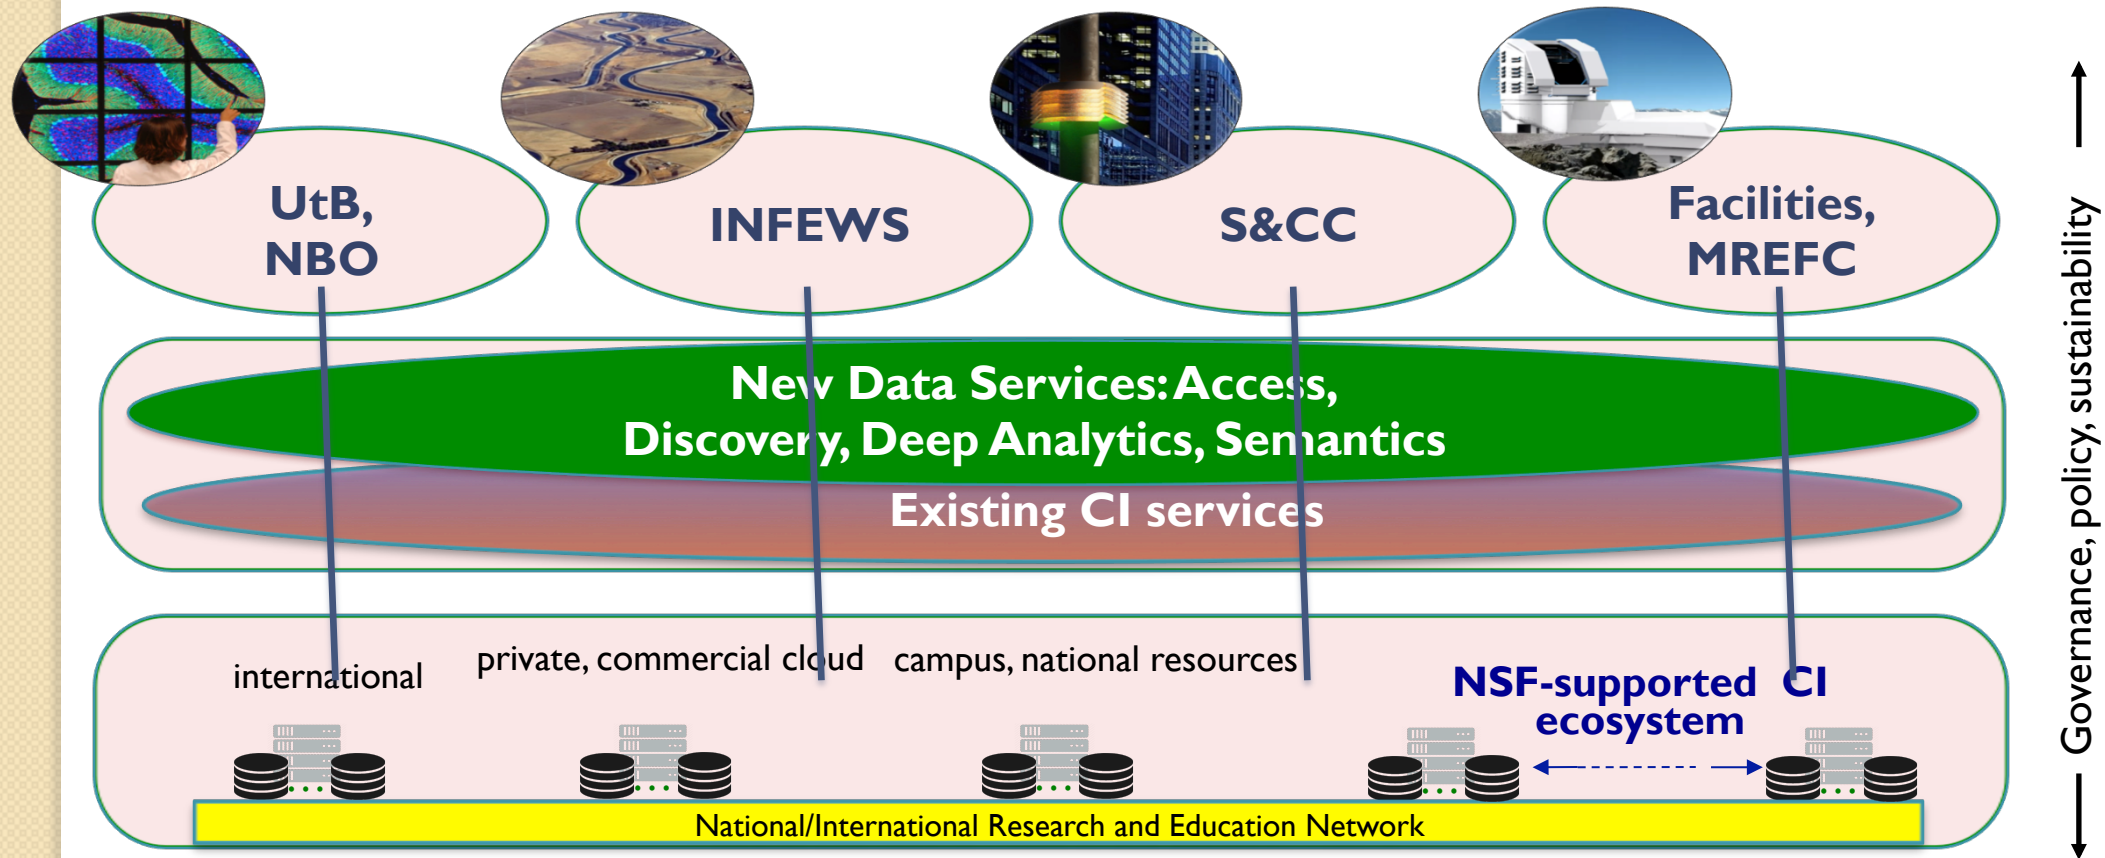 UtB,
NBO
INFEWS
S&CC
Facilities,
MREFC
New Data Services: Access,
Discovery, Deep Analytics, Semantics
Existing CI services
international
private, commercial cloud
campus, national resources
NSF-supported CI
ecosystem
National/International Research and Education Network
Governance, policy, sustainability